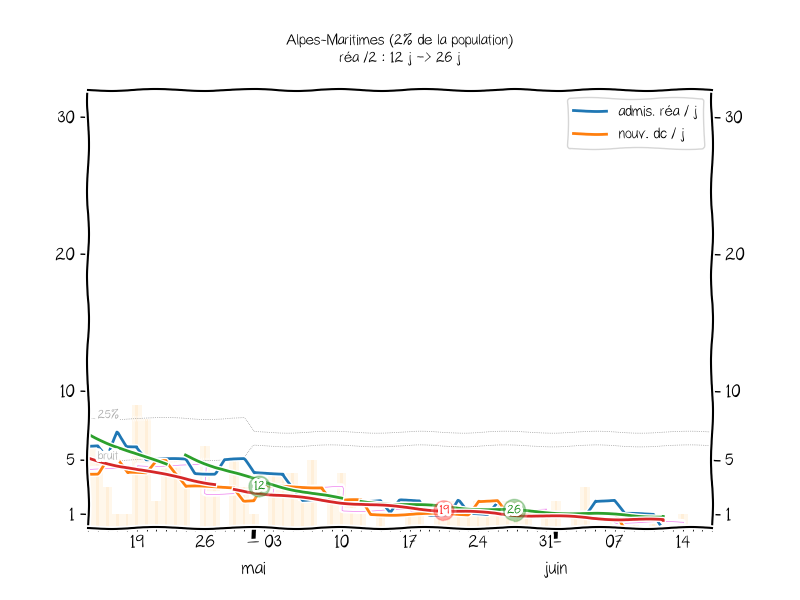 Alpes-Maritimes (2% de la population)
réa /2 : 12 j -> 26 j
admis. réa / j
nouv. dc / j
30
30
20
20
10
10
25%
bruit
5
5
12
19
26
1
1
19 26 03 10 17 24 31 07 14
mai juin